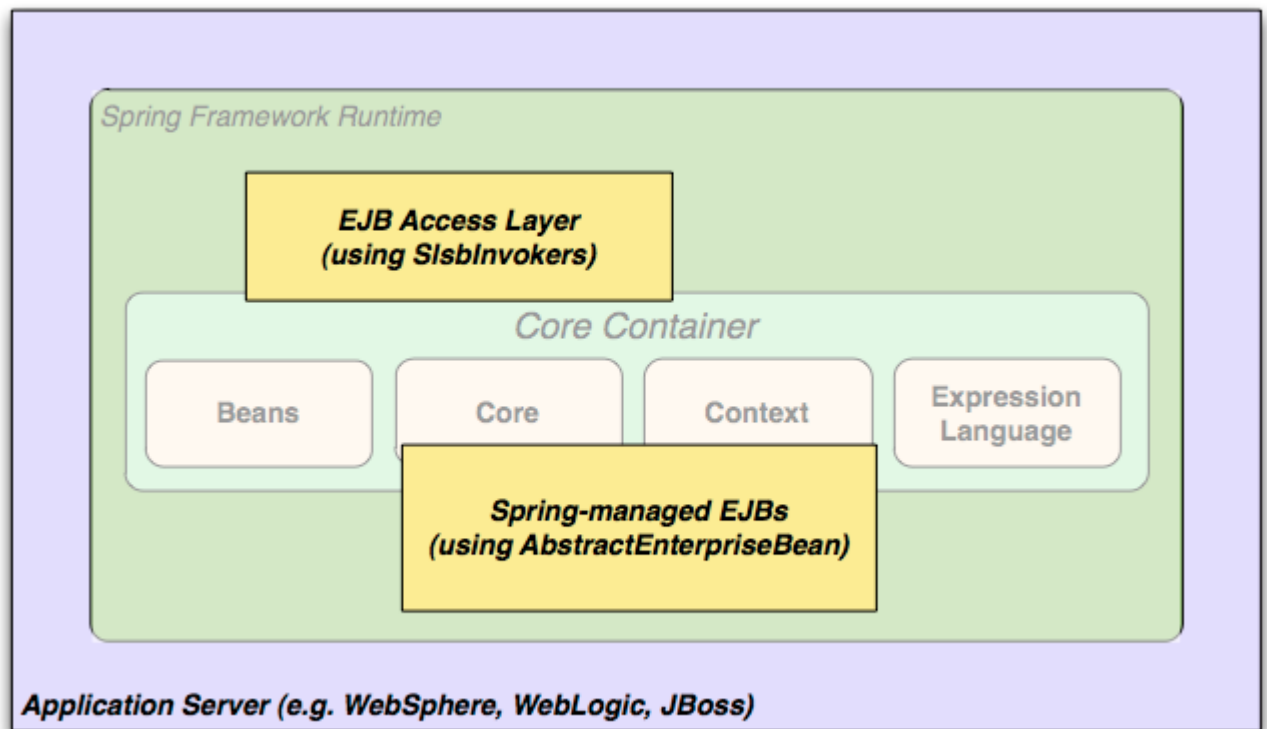 Spring Framework Runtime
EJB Access Layer
(using SlsbInvokers)
Core Container
Beans
Core
Context
Expression
Language
Spring-managed EJBs
(using AbstractEnterpriseBean)
Application Server (e.g. WebSphere, WebLogic, JBoss)